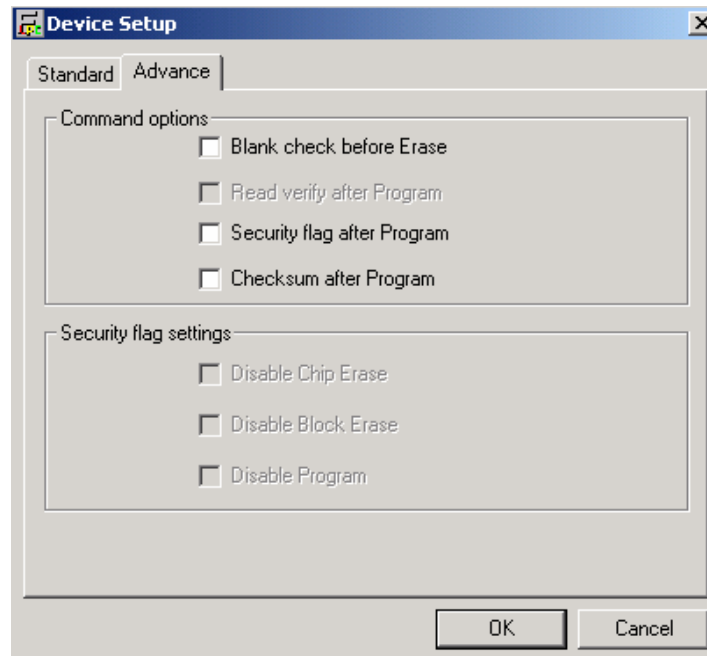 Device Setup
Standard
Advance
Command options
Blank check before Erase
Read verify after Program
Security flag after Program
Checksum after Program
Security flag settings
Disable Chip Erase
Disable Block Erase
Disable Program
OK
Cancel